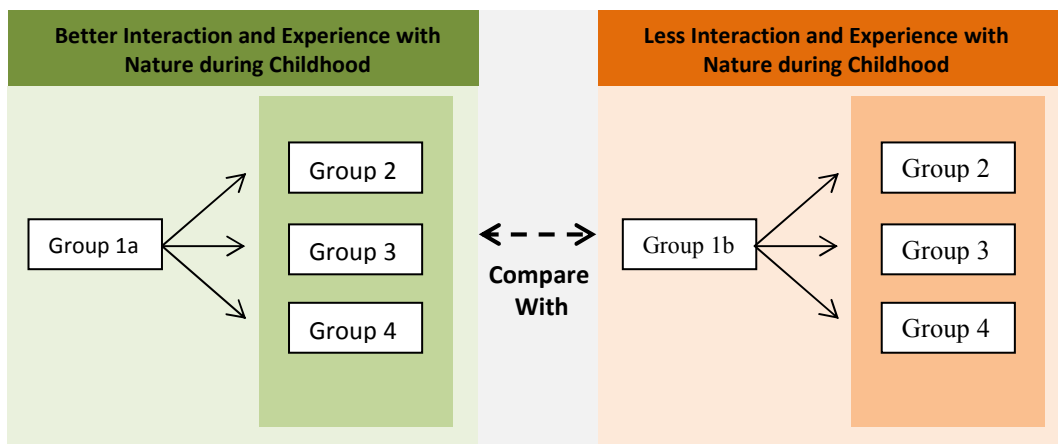 Better Interaction and Experience with
Nature during Childhood
Group 1a
Group 2
Group 3
Group 4
Compare
With
Less Interaction and Experience with
Nature during Childhood
Group 1b
Group 2
Group 3
Group 4